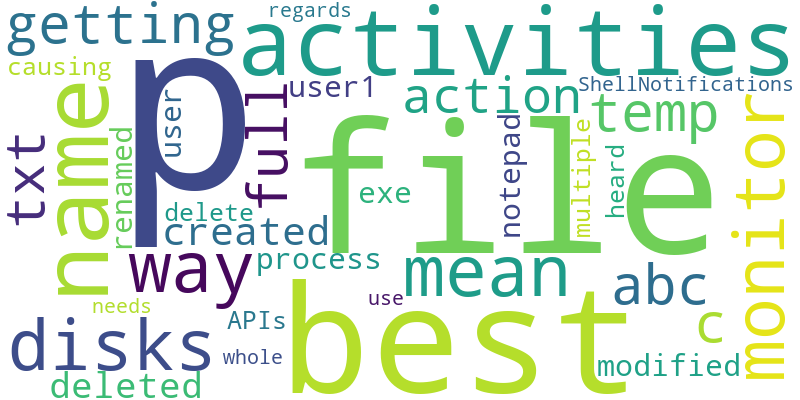 regards
getting
activities
causing
p
name
user
full
user1
action
ShellNotifications
temp
monitor
txt
renamed
file
notepad
multiple
heard
exe
delete
created
way
process
mean
abc
best
use
needs
APIs
c
disks
whole
modified
deleted